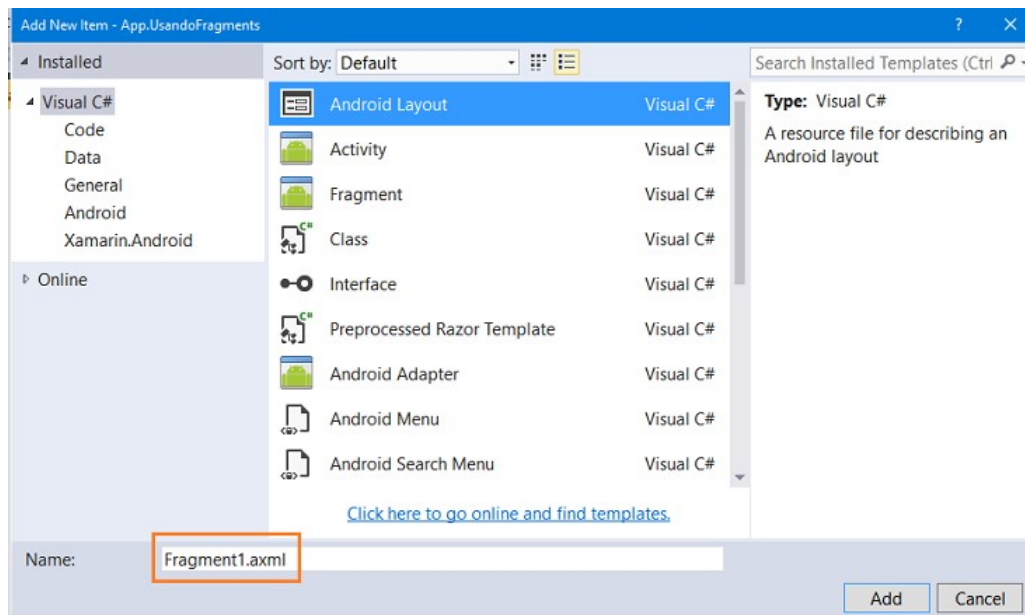 Add New Item - App.UsandoFragments
?
Installed
Visual C#
Code
Data
General
Android
Xamarin.Android
Online
Sort by: Default
Android Layout Visual C#
Activity Visual C#
Fragment Visual C#
C# Class Visual C#
Interface Visual C#
C# Preprocessed Razor Template Visual C#
Android Adapter Visual C#
Android Menu Visual C#
Android Search Menu Visual C#
Click here to go online and find templates.
Search Installed Templates (Ctrl
Type: Visual C#
A resource file for describing an
Android layout
Name: Fragment1.axml
Add Cancel